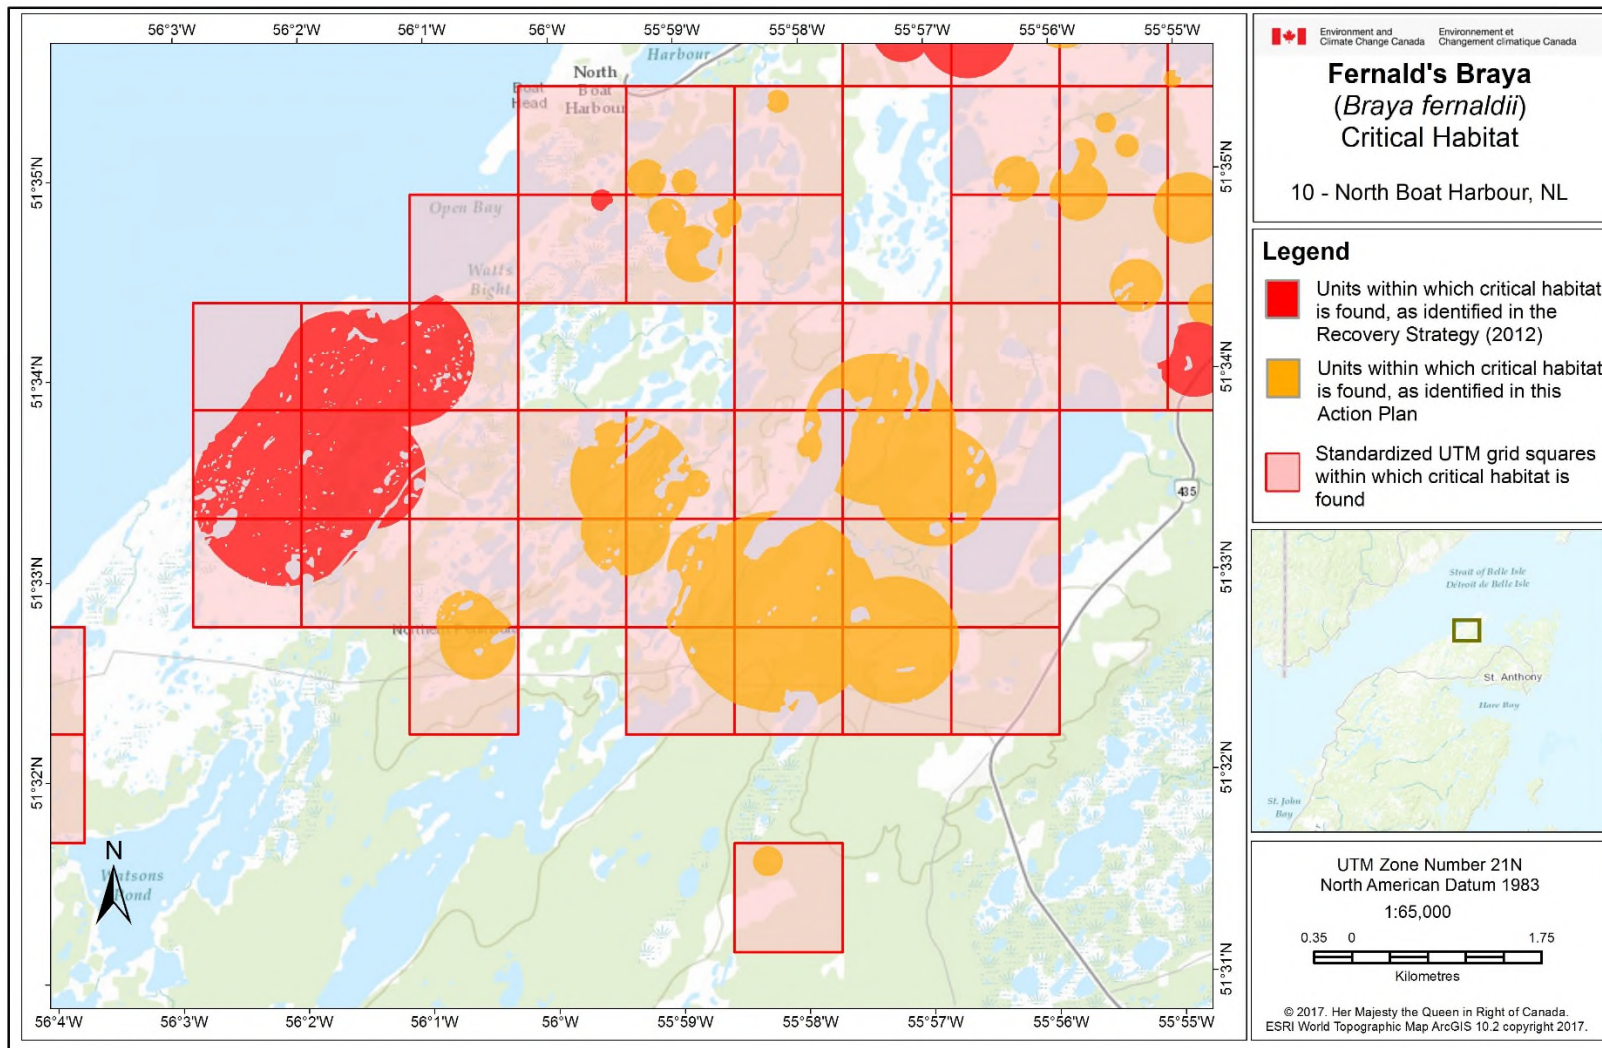 56°3'W 56°2'W 56°1'W 56°W 55°59'W 55°58'W 55°57'W 55°56'W 55°55'W
Harbour
North
Boat
Harbour
Boat
Head
Open Bay
Watts
Bight
435
Watsons
Pond
N
51°35'N
51°34'N
51°33'N
51°32'N
51°35'N
51°34'N
51°33'N
51°32'N
51°31'N
56°4'W 56°3'W 56°2'W 56°1'W 56°W 55°59'W 55°58'W 55°57'W 55°56'W 55°55'W
Environment and Environnement et
Climate Change Canada Changement climatique Canada
Fernald's Braya
(Braya fernaldii)
Critical Habitat
10 - North Boat Harbour, NL
Legend
Units within which critical habitat
is found, as identified in the
Recovery Strategy (2012)
Units within which critical habitat
is found, as identified in this
Action Plan
Standardized UTM grid squares
within which critical habitat is
found
Strait of Belle Isle
Détroit de Belle Isle
St. Anthony
Hare Bay
St. John
Bay
UTM Zone Number 21N
North American Datum 1983
1:65,000
0.35 0 1.75
Kilometres
© 2017. Her Majesty the Queen in Right of Canada.
ESRI World Topographic Map ArcGIS 10.2 copyright 2017.